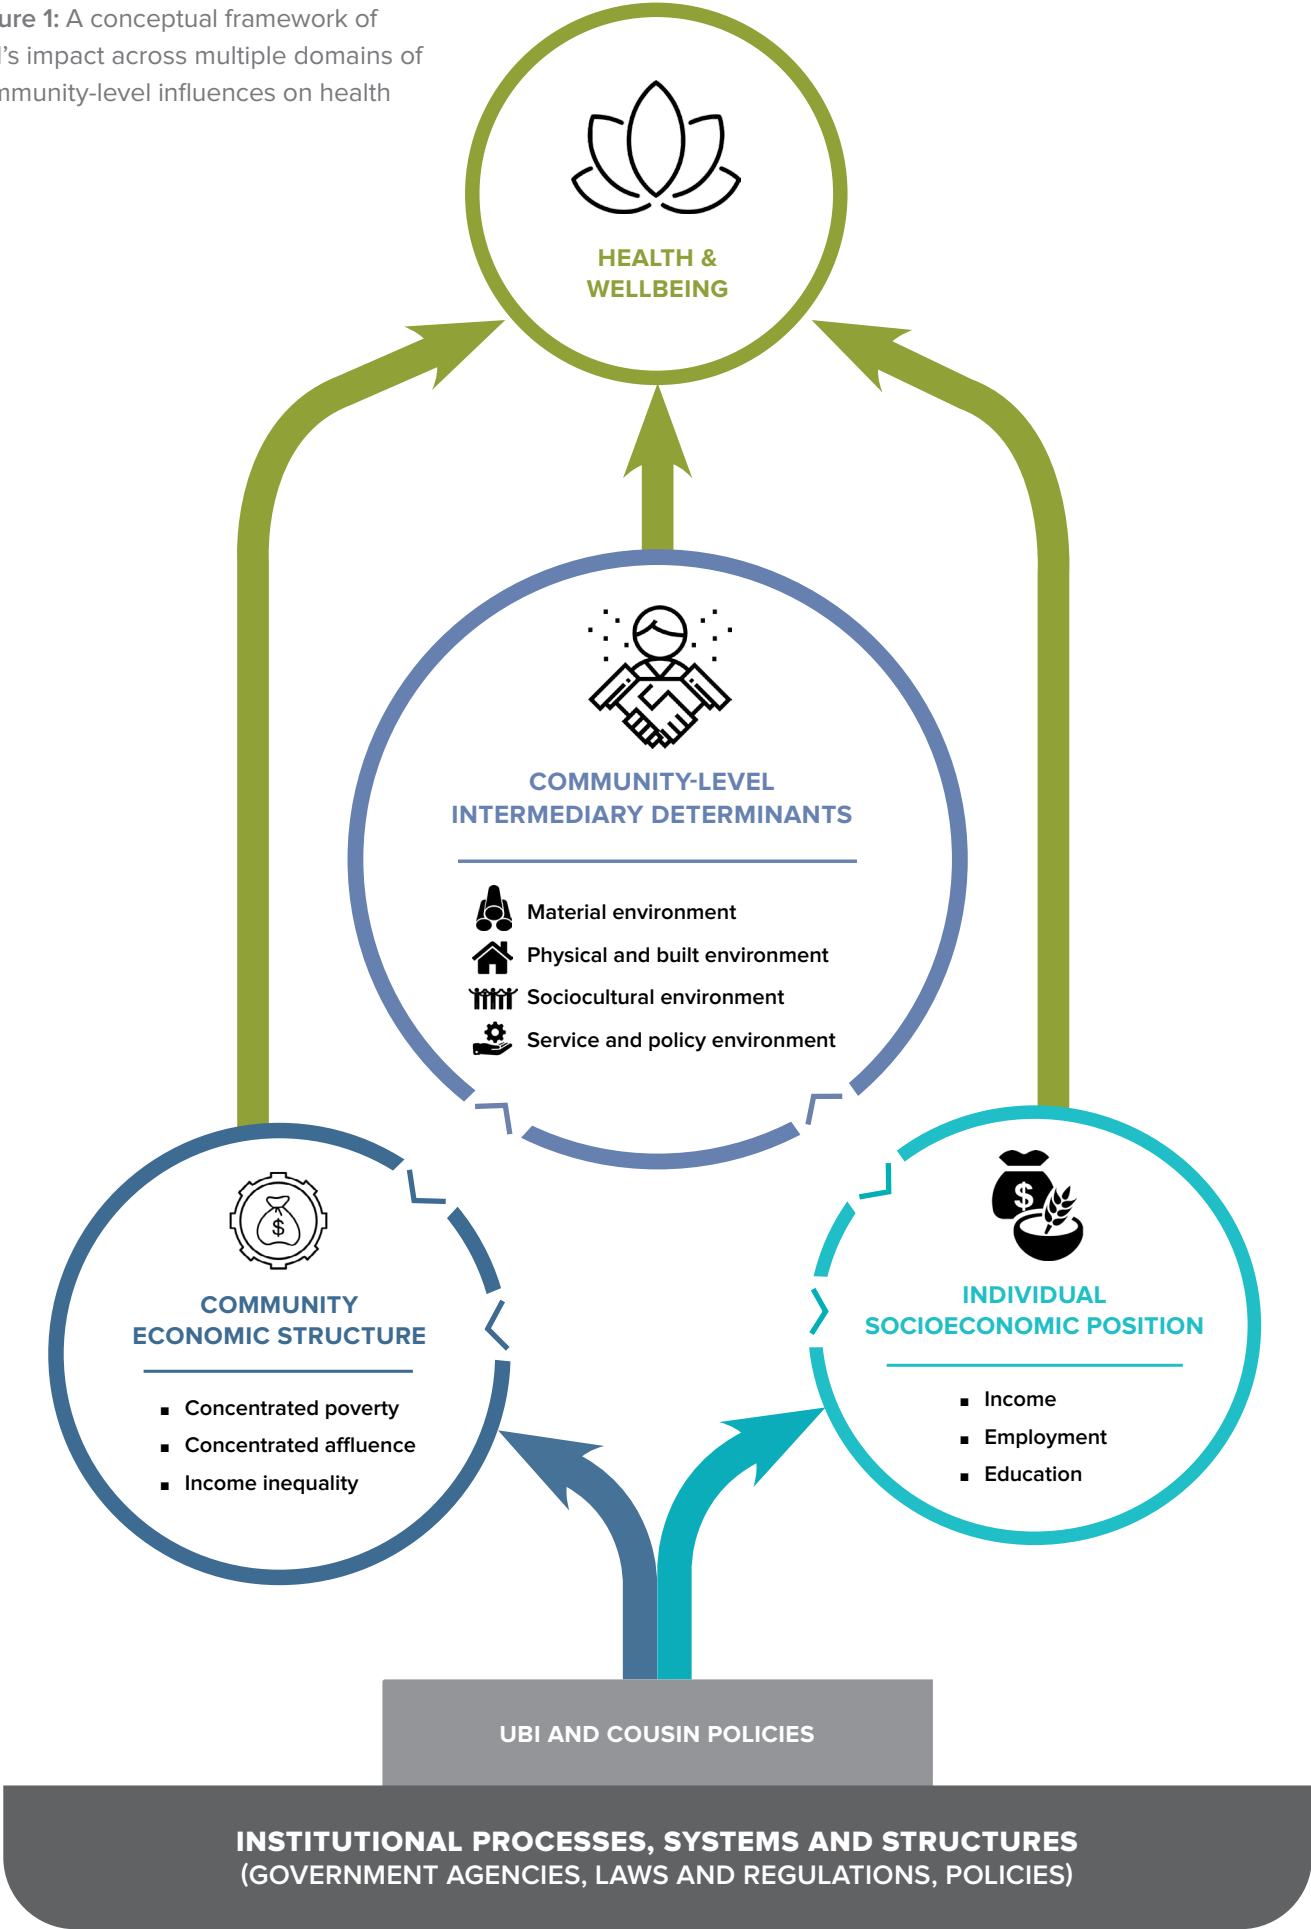 ure 1: A conceptual framework of
's impact across multiple domains of
mmunity-level influences on health
HEALTH &
WELLBEING
COMMUNITY-LEVEL
INTERMEDIARY DETERMINANTS
Material environment
Physical and built environment
Sociocultural environment
Service and policy environment
$
COMMUNITY
ECONOMIC STRUCTURE
▪ Concentrated poverty
▪ Concentrated affluence
▪ Income inequality
$
INDIVIDUAL
SOCIOECONOMIC POSITION
▪ Income
▪ Employment
▪ Education
UBI AND COUSIN POLICIES
INSTITUTIONAL PROCESSES, SYSTEMS AND STRUCTURES
(GOVERNMENT AGENCIES, LAWS AND REGULATIONS, POLICIES)